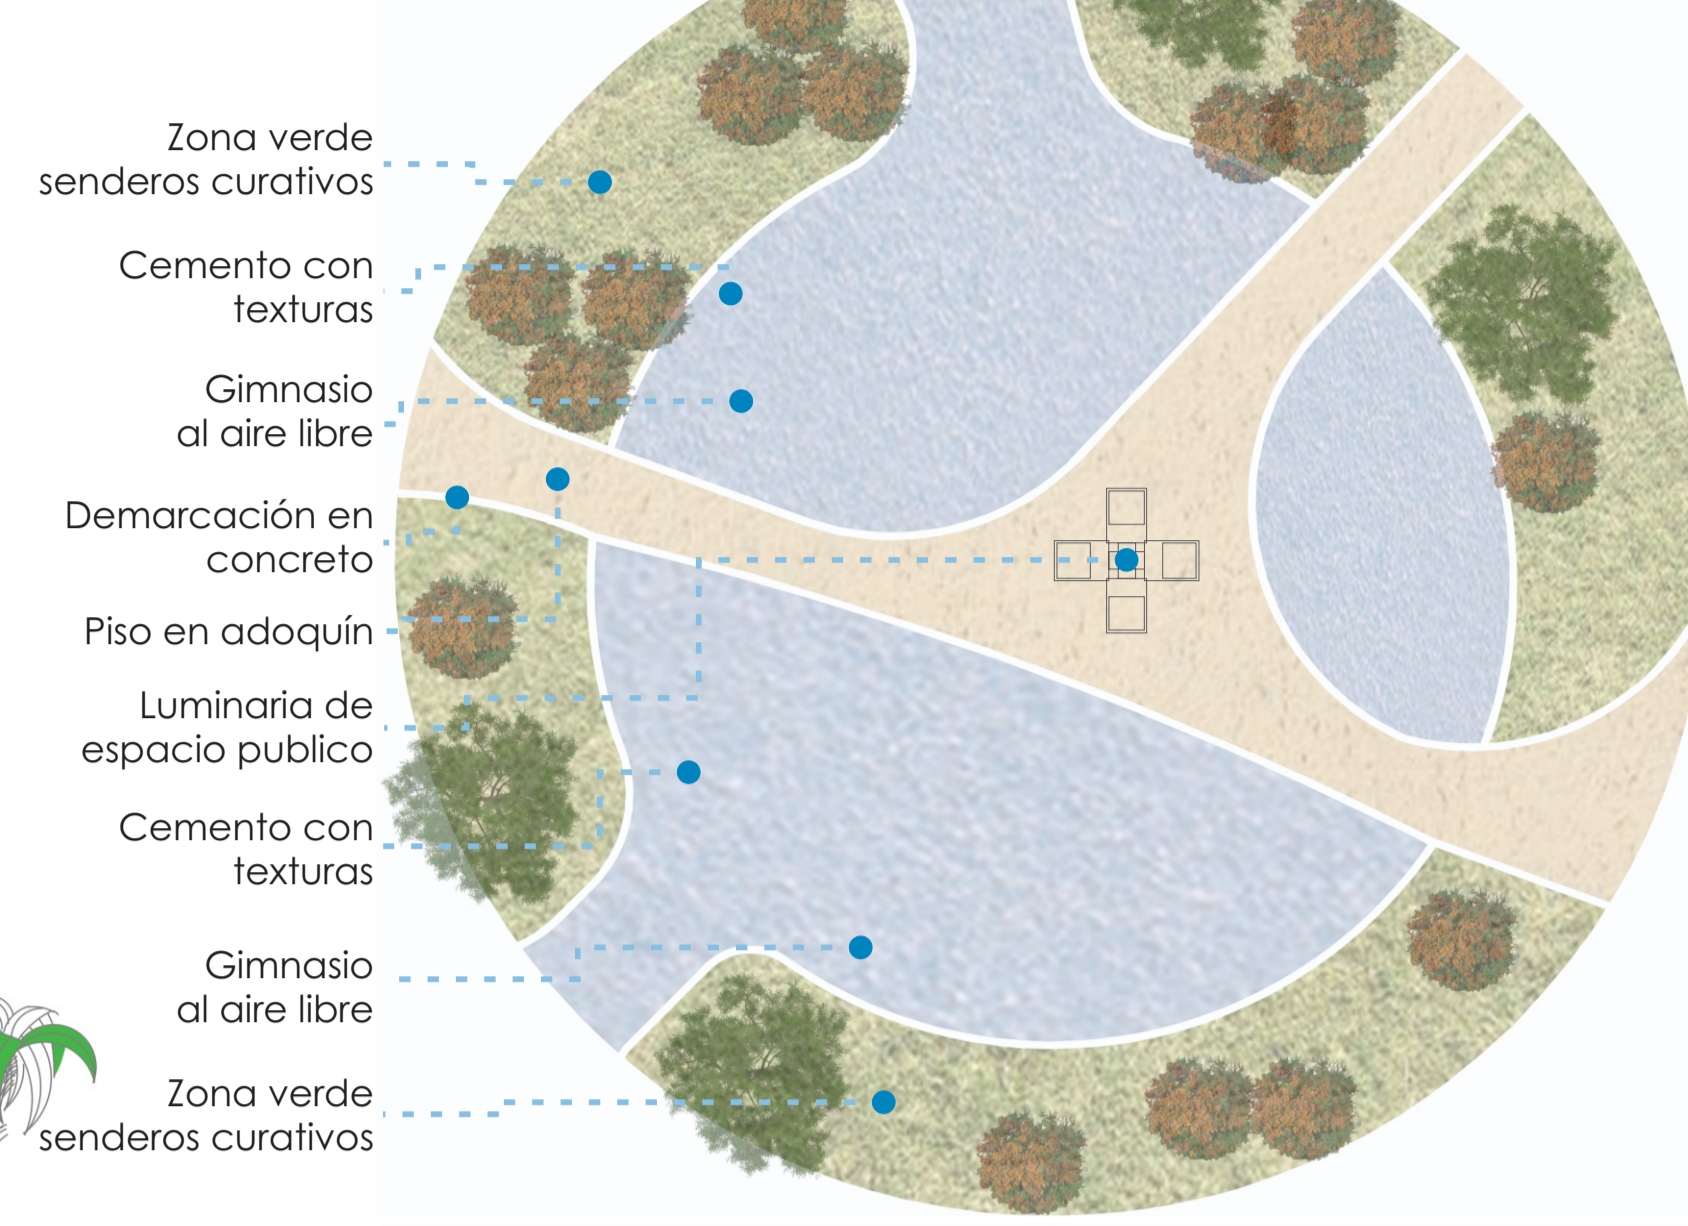 Zona verde
senderos curativos
Cemento con
texturas
Gimnasio
al aire libre
Demarcación en
concreto
Piso en adoquín
Luminaria de
espacio publico
Cemento con
texturas
Gimnasio
al aire libre
Zona verde
senderos curativos